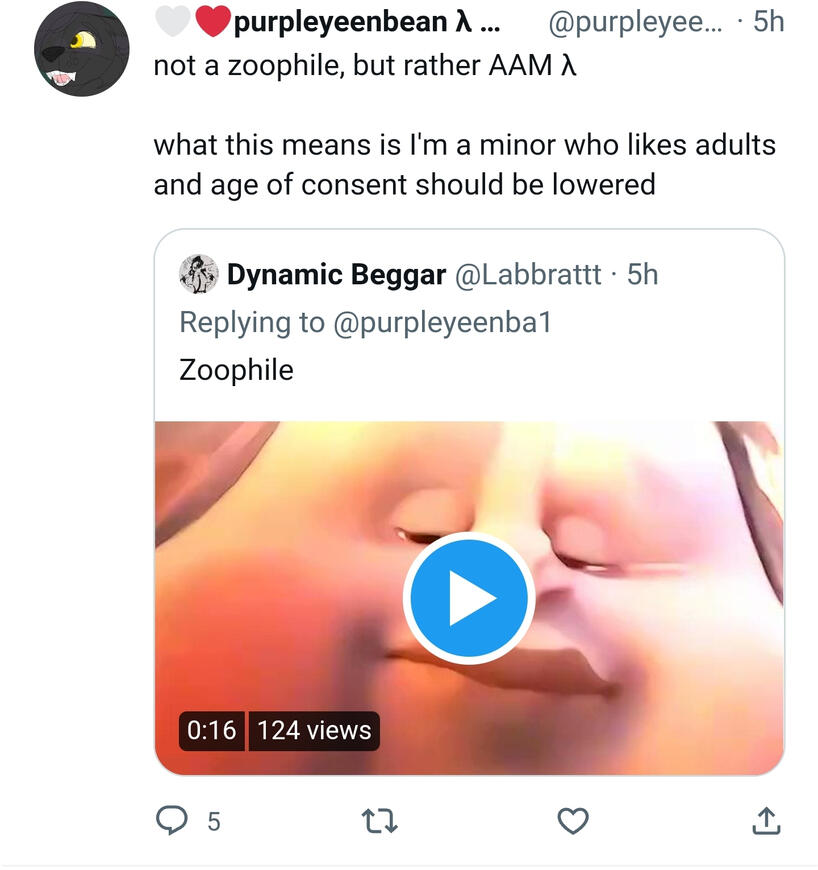 🤍❤️purpleyeenbean λ ... @purpleyee... · 5h
not a zoophile, but rather AAM λ
what this means is I'm a minor who likes adults
and age of consent should be lowered
Dynamic Beggar @Labbrattt · 5h
Replying to @purpleyeenba1
Zoophile
0:16 124 views
5